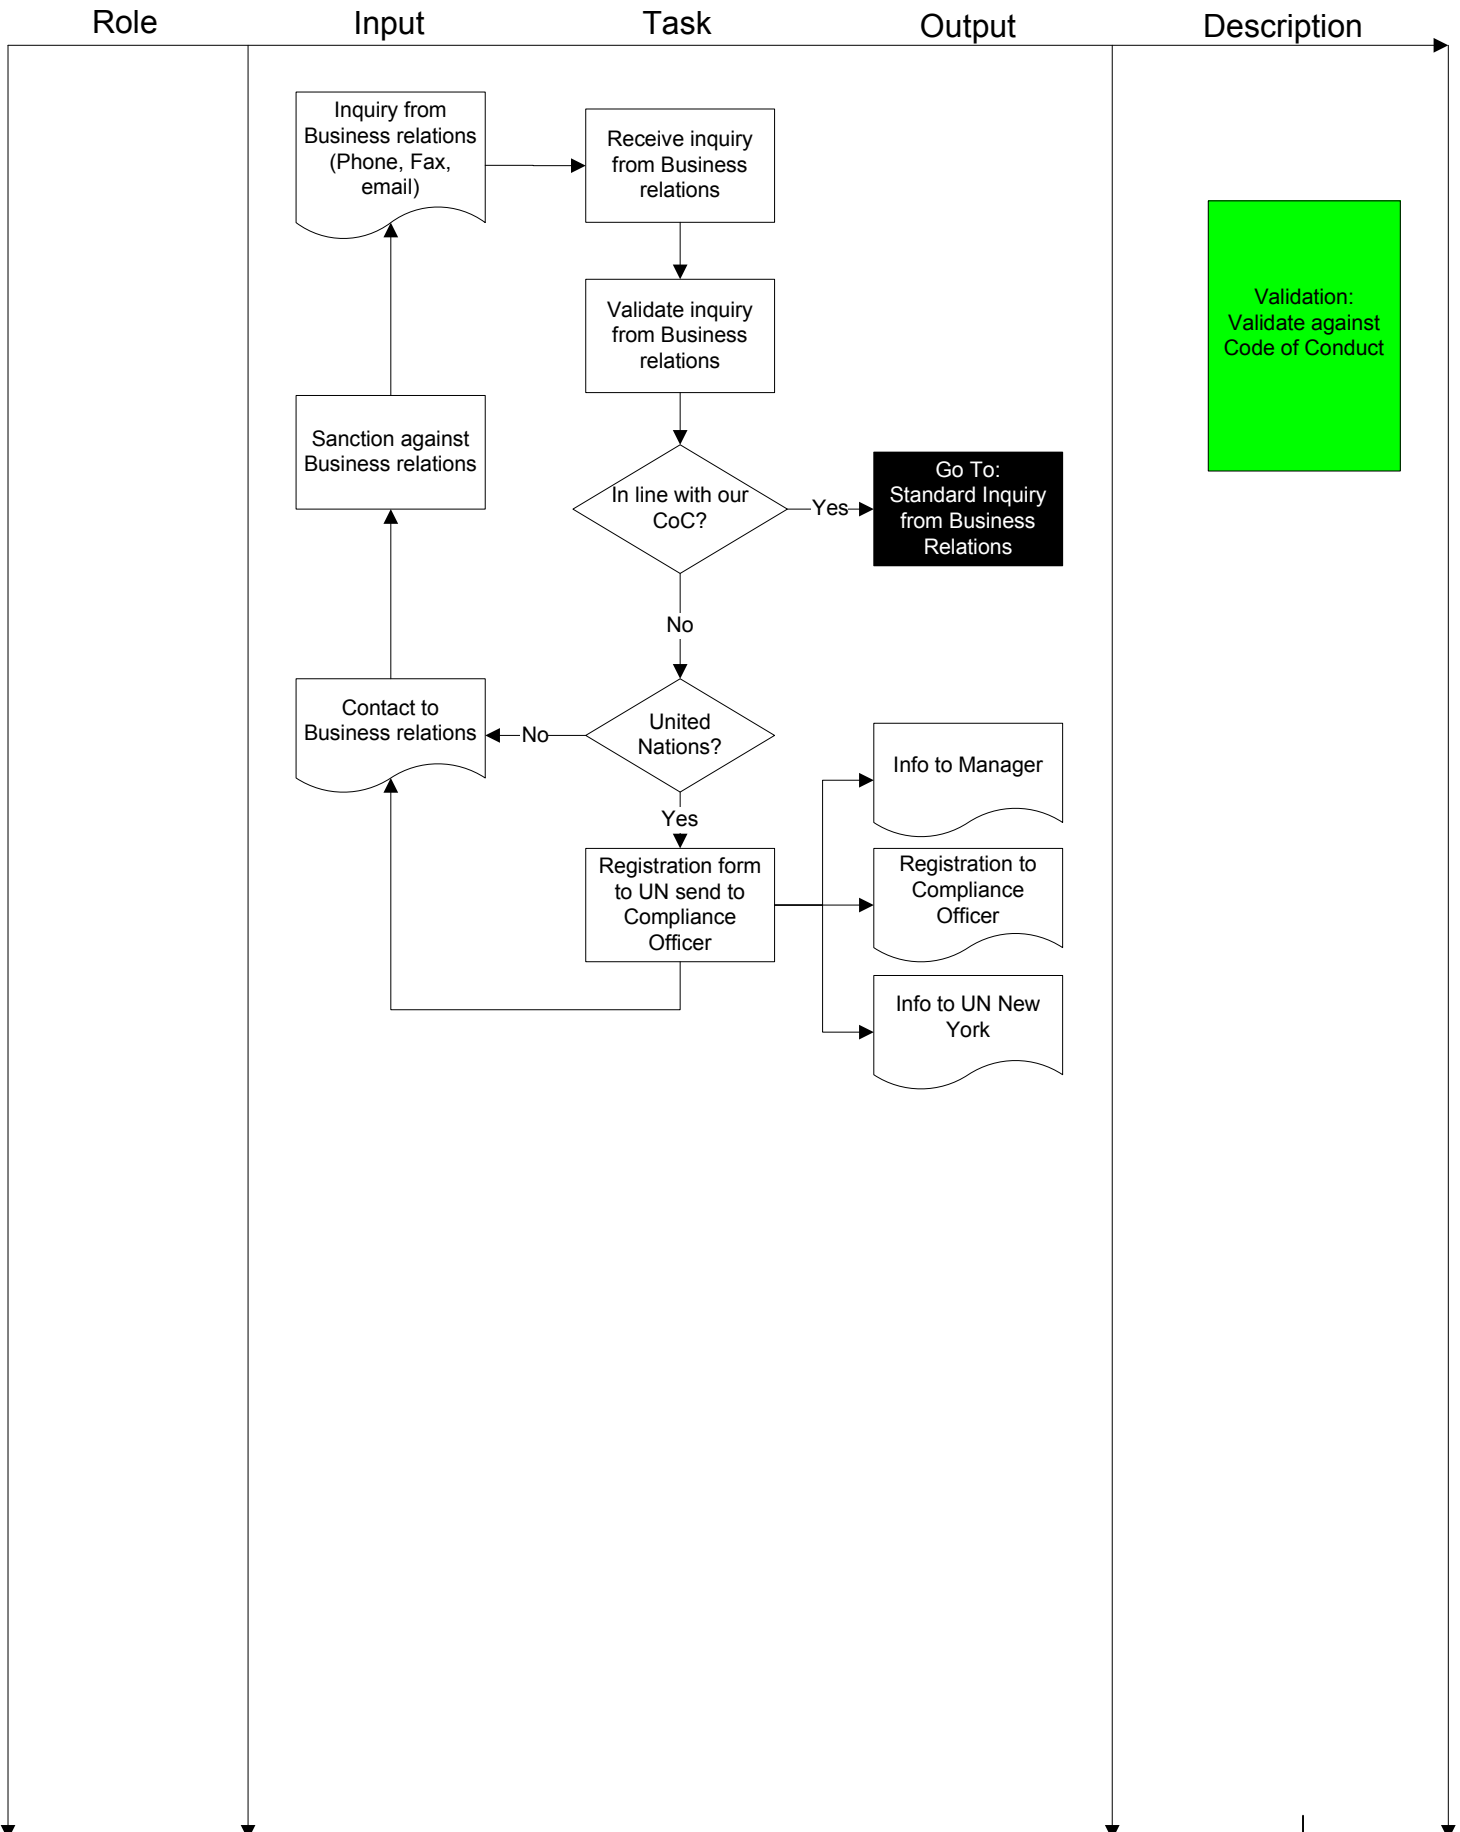 Role
Input
Task
Output
Description
Inquiry from
Business relations
(Phone, Fax,
email)
Receive inquiry
from Business
relations
Validate inquiry
from Business
relations
Validation:
Validate against
Code of Conduct
Sanction against
Business relations
In line with our
CoC?
Yes
Go To:
Standard Inquiry
from Business
Relations
No
Contact to
Business relations
No
United
Nations?
Yes
Info to Manager
Registration form
to UN send to
Compliance
Officer
Registration to
Compliance
Officer
Info to UN New
York